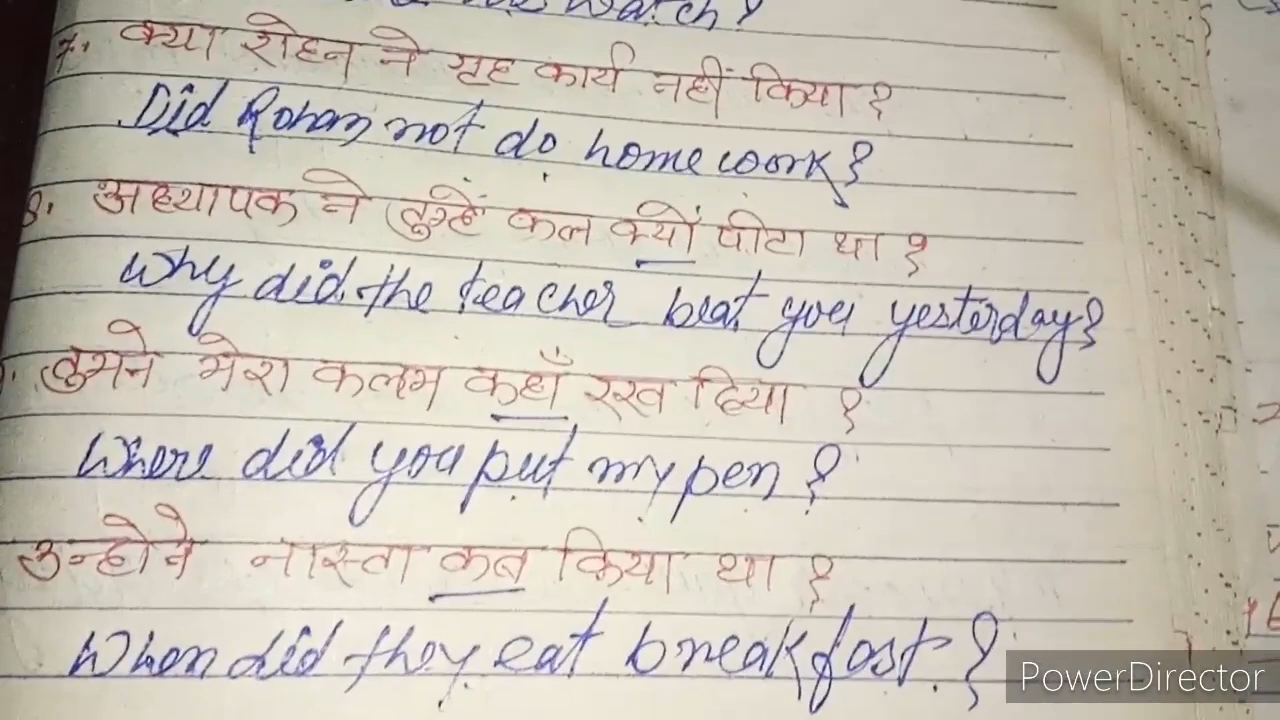 watch?
7. क्या रोहन ने गृह कार्य नहीं किया ?
Did Rohan not do home work?
8. अध्यापक ने तुम्हें कल क्यों पीटा था ?
Why did the teacher beat you yesterday?
तुमने मेरा कलम कहाँ रख दिया ?
Where did you put my pen ?
उन्होने नास्ता कब किया था ?
When did they eat breakfast ?
PowerDirector